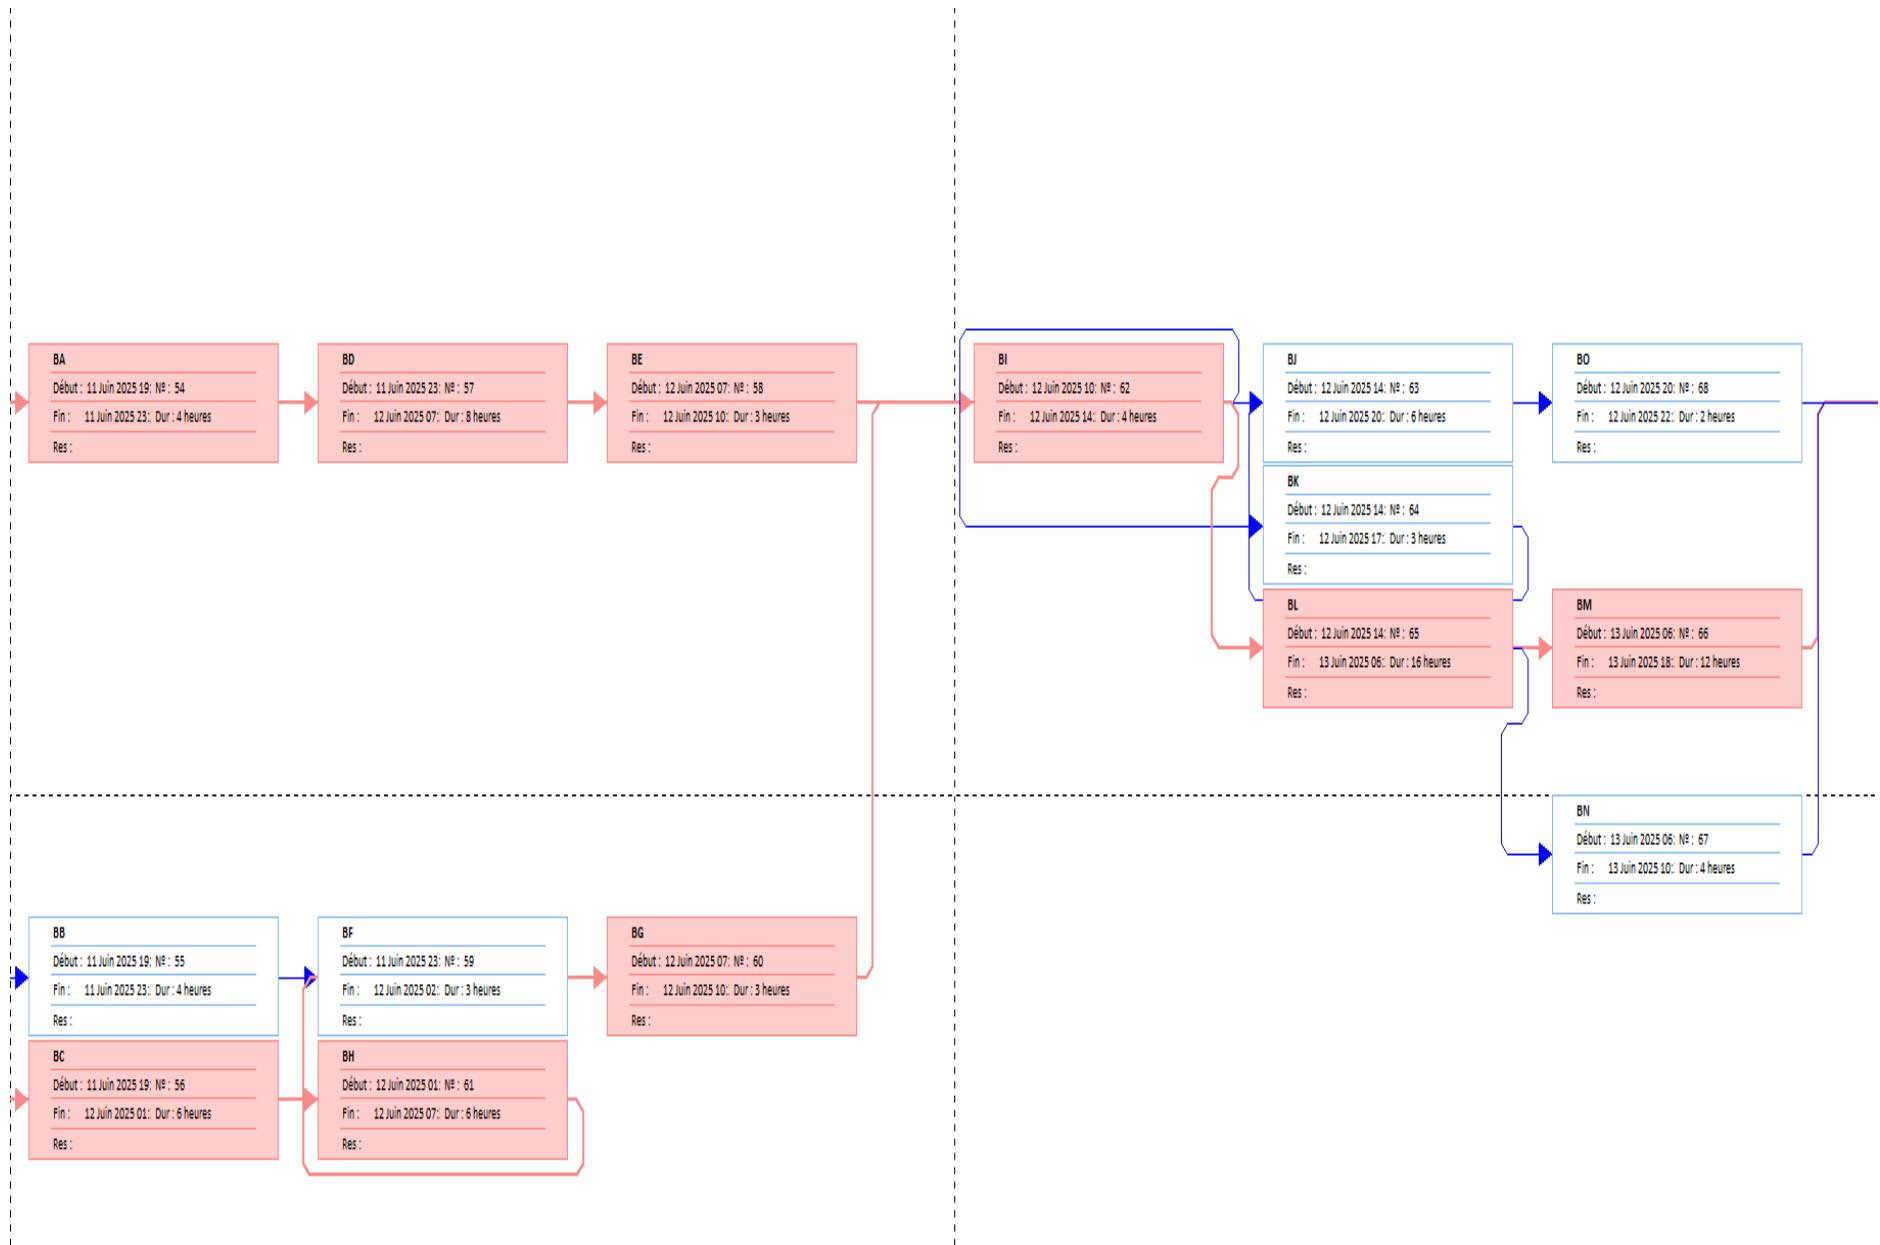 BA
Début : 11 Juin 2025 19: Nº : 54
Fin : 11 Juin 2025 23:: Dur : 4 heures
Res :
BD
Début : 11 Juin 2025 23: Nº : 57
Fin : 12 Juin 2025 07:: Dur : 8 heures
Res :
BE
Début : 12 Juin 2025 07: Nº : 58
Fin : 12 Juin 2025 10:: Dur : 3 heures
Res :
BI
Début : 12 Juin 2025 10: Nº : 62
Fin : 12 Juin 2025 14:: Dur : 4 heures
Res :
BJ
Début : 12 Juin 2025 14: Nº : 63
Fin : 12 Juin 2025 20:: Dur : 6 heures
Res :
BO
Début : 12 Juin 2025 20: Nº : 68
Fin : 12 Juin 2025 22:: Dur : 2 heures
Res :
BK
Début : 12 Juin 2025 14: Nº : 64
Fin : 12 Juin 2025 17:: Dur : 3 heures
Res :
BL
Début : 12 Juin 2025 14: Nº : 65
Fin : 13 Juin 2025 06:: Dur : 16 heures
Res :
BM
Début : 13 Juin 2025 06: Nº : 66
Fin : 13 Juin 2025 18:: Dur : 12 heures
Res :
BN
Début : 13 Juin 2025 06: Nº : 67
Fin : 13 Juin 2025 10:: Dur : 4 heures
Res :
BB
Début : 11 Juin 2025 19: Nº : 55
Fin : 11 Juin 2025 23:: Dur : 4 heures
Res :
BF
Début : 11 Juin 2025 23: Nº : 59
Fin : 12 Juin 2025 02:: Dur : 3 heures
Res :
BG
Début : 12 Juin 2025 07: Nº : 60
Fin : 12 Juin 2025 10:: Dur : 3 heures
Res :
BC
Début : 11 Juin 2025 19: Nº : 56
Fin : 12 Juin 2025 01:: Dur : 6 heures
Res :
BH
Début : 12 Juin 2025 01: Nº : 61
Fin : 12 Juin 2025 07:: Dur : 6 heures
Res :